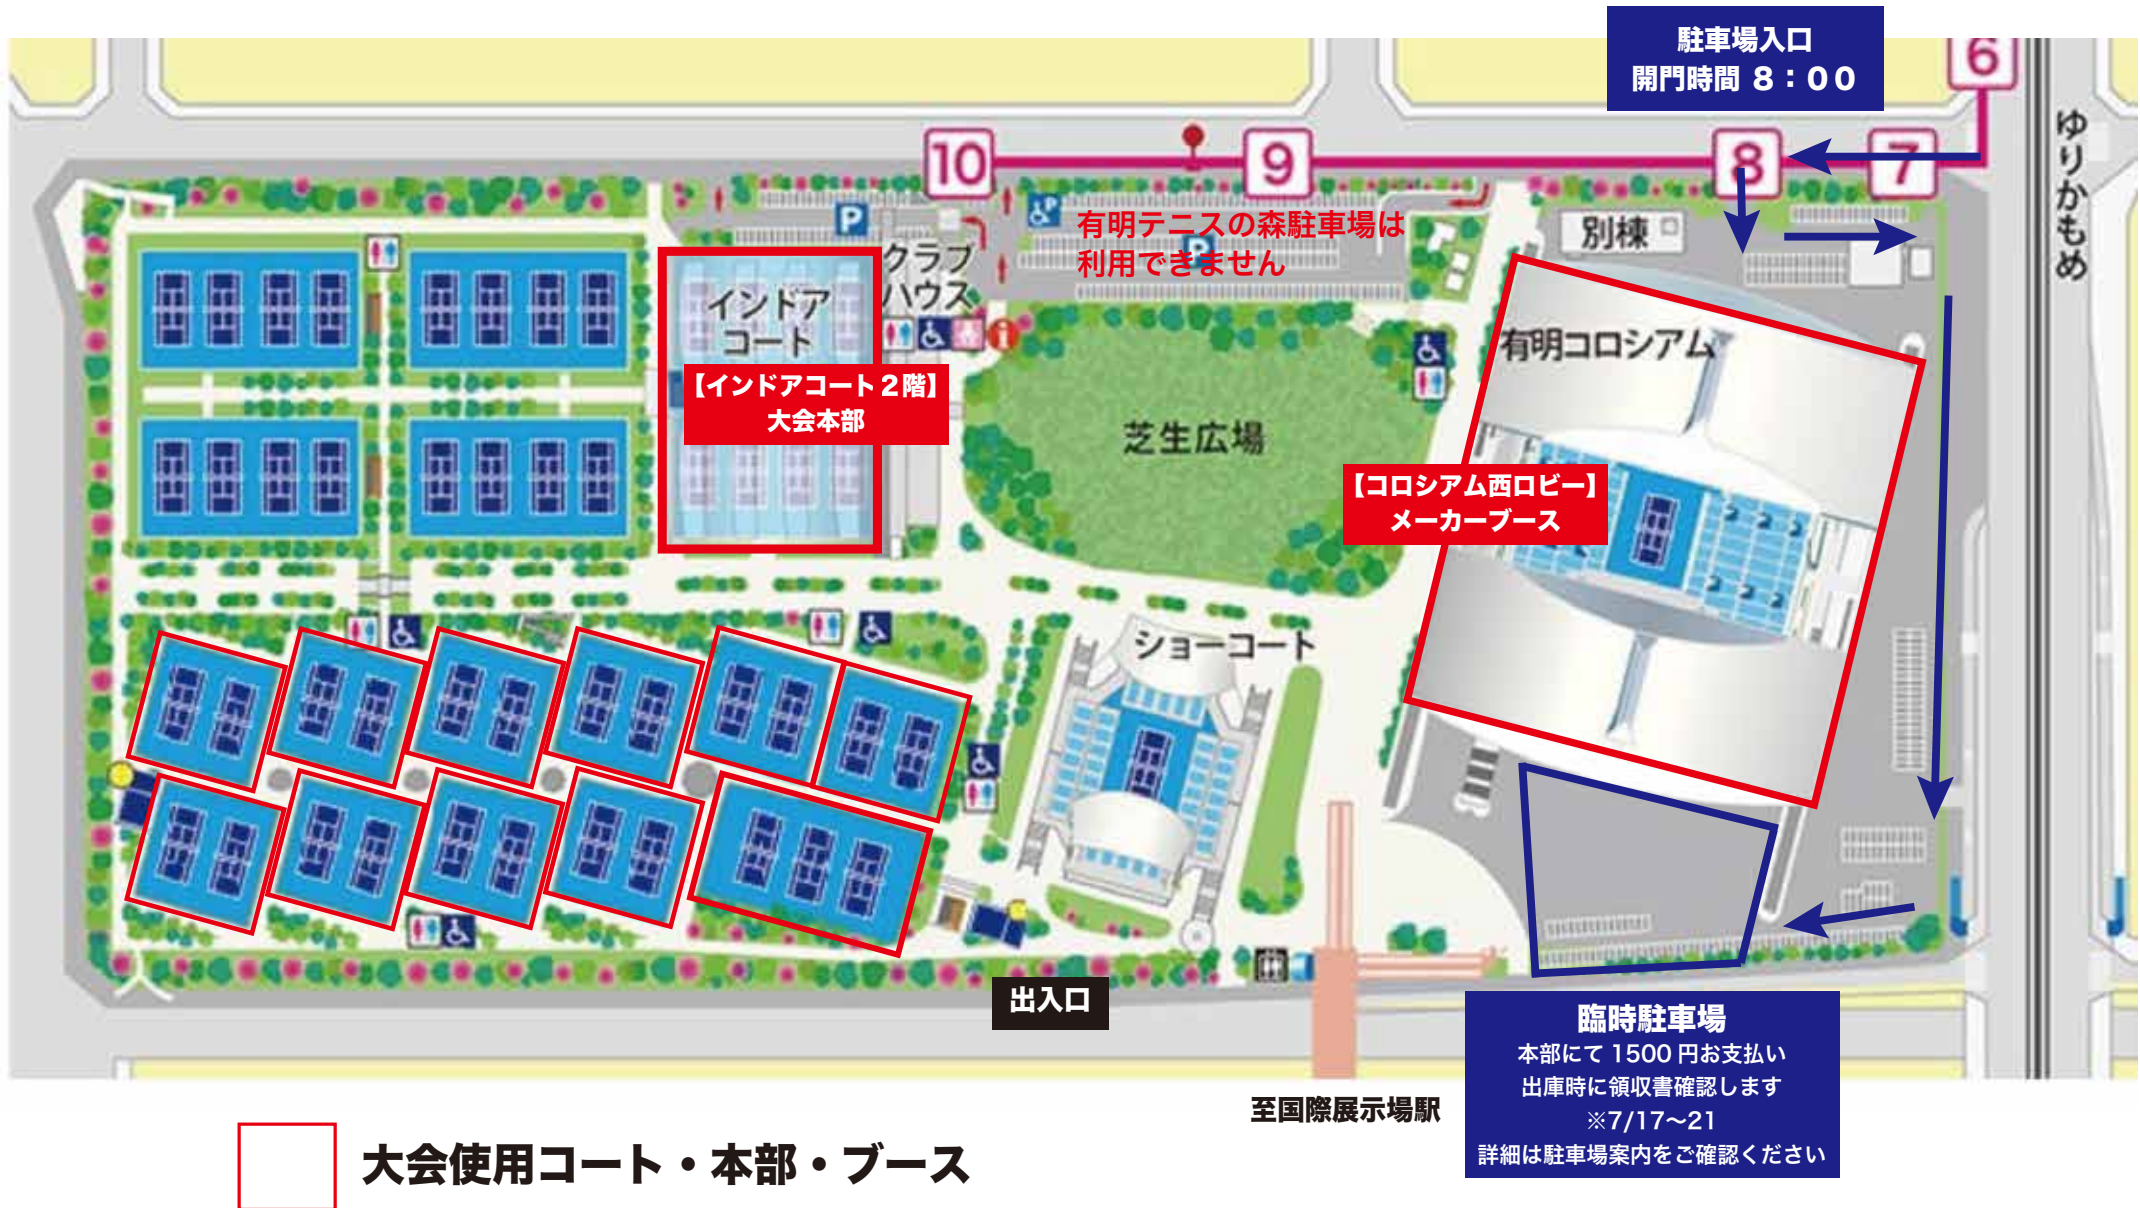 駐車場入口
開門時間 8：00
6
10
9
8
7
ゆりかもめ
P
P
P
有明テニスの森駐車場は
利用できません
別棟
クラブ
ハウス
インドア
コート
【インドアコート２階】
大会本部
i
有明コロシアム
芝生広場
【コロシアム西ロビー】
メーカーブース
ショーコート
出入口
臨時駐車場
本部にて 1500 円お支払い
出庫時に領収書確認します
※7/17〜21
詳細は駐車場案内をご確認ください
至国際展示場駅
大会使用コート・本部・ブース